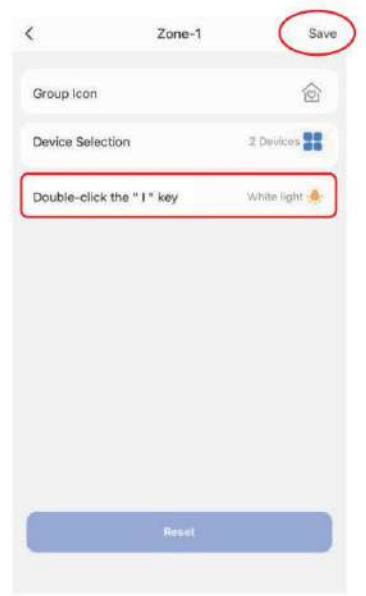 Zone-1 Save
Group Icon
Device Selection 2 Devices
Double-click the " I " key White light
Reset